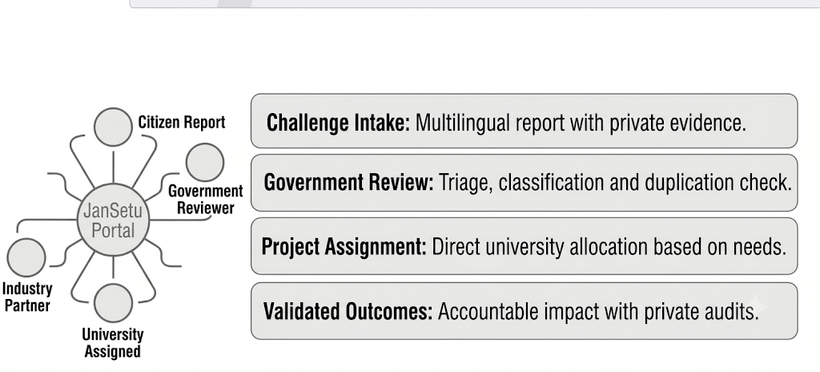 Citizen Report
Government
Reviewer
JanSetu
Portal
Industry
Partner
University
Assigned
Challenge Intake: Multilingual report with private evidence.
Government Review: Triage, classification and duplication check.
Project Assignment: Direct university allocation based on needs.
Validated Outcomes: Accountable impact with private audits.